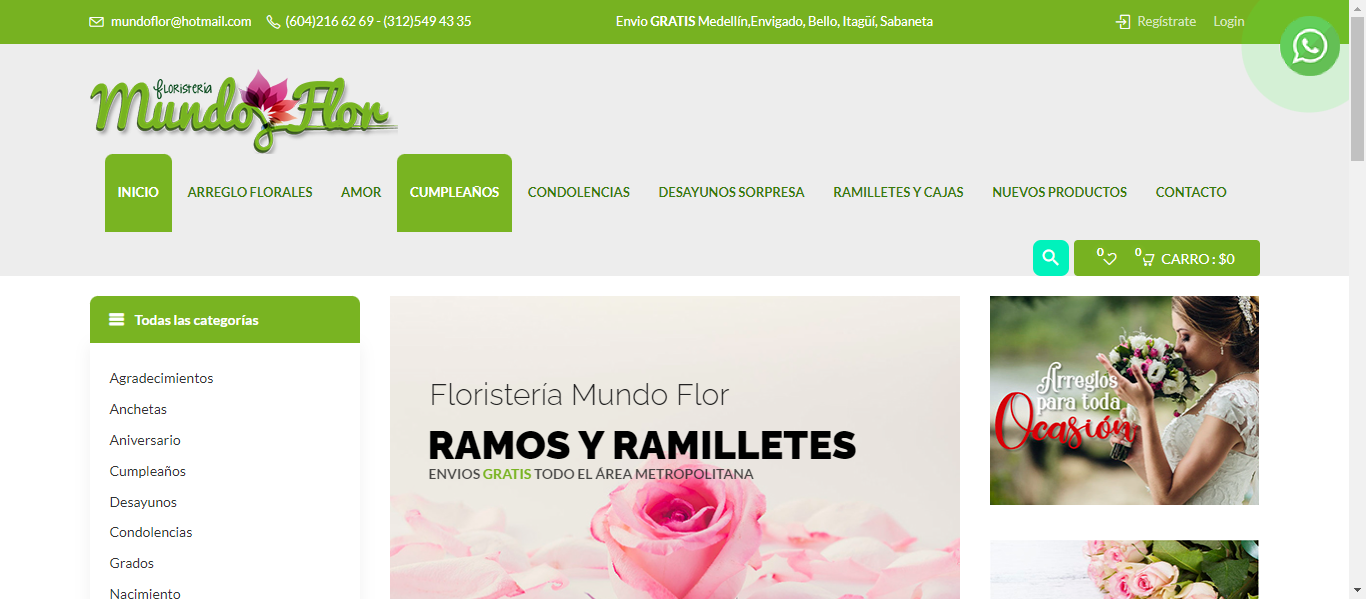 mundoflor@hotmail.com (604)216 62 69 - (312)549 43 35 Envio GRATIS Medellín,Envigado, Bello, Itagüí, Sabaneta Regístrate Login
floristería
Mundo Flor
INICIO ARREGLO FLORALES AMOR CUMPLEAÑOS CONDOLENCIAS DESAYUNOS SORPRESA RAMILLETES Y CAJAS NUEVOS PRODUCTOS CONTACTO
0 0 CARRO : $0
Todas las categorías
Agradecimientos
Anchetas
Aniversario
Cumpleaños
Desayunos
Condolencias
Grados
Nacimiento
Floristería Mundo Flor
RAMOS Y RAMILLETES
ENVIOS GRATIS TODO EL ÁREA METROPOLITANA
Arreglos
para toda
Ocasión